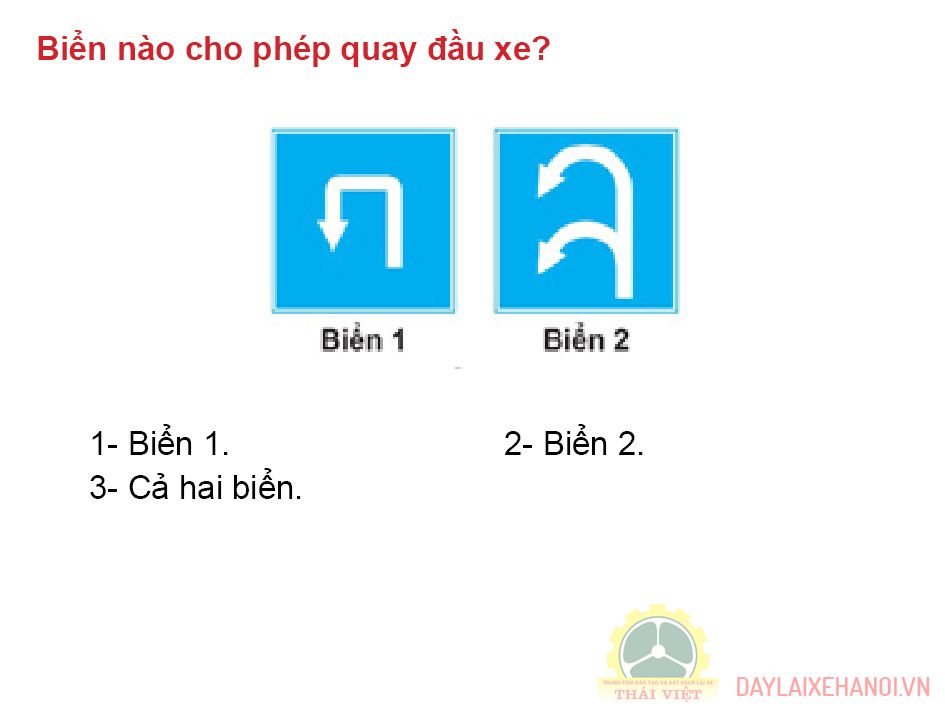 Biển nào cho phép quay đầu xe?
Biển 1
Biển 2
1- Biển 1.
2- Biển 2.
3- Cả hai biển.
TRUNG TÂM ĐÀO TẠO VÀ SÁT HẠCH LÁI XE
THÁI VIỆT
DAYLAIXEHANOI.VN